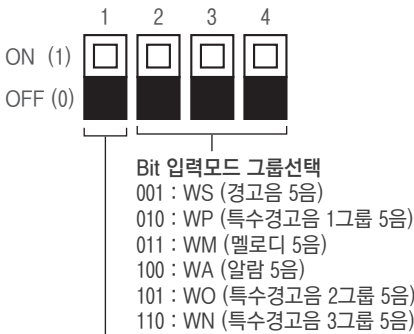 1 2 3 4
ON (1)
OFF (0)
Bit 입력모드 그룹선택
001 : WS (경고음 5음)
010 : WP (특수경고음 1그룹 5음)
011 : WM (멜로디 5음)
100 : WA (알람 5음)
101 : WO (특수경고음 2그룹 5음)
110 : WN (특수경고음 3그룹 5음)